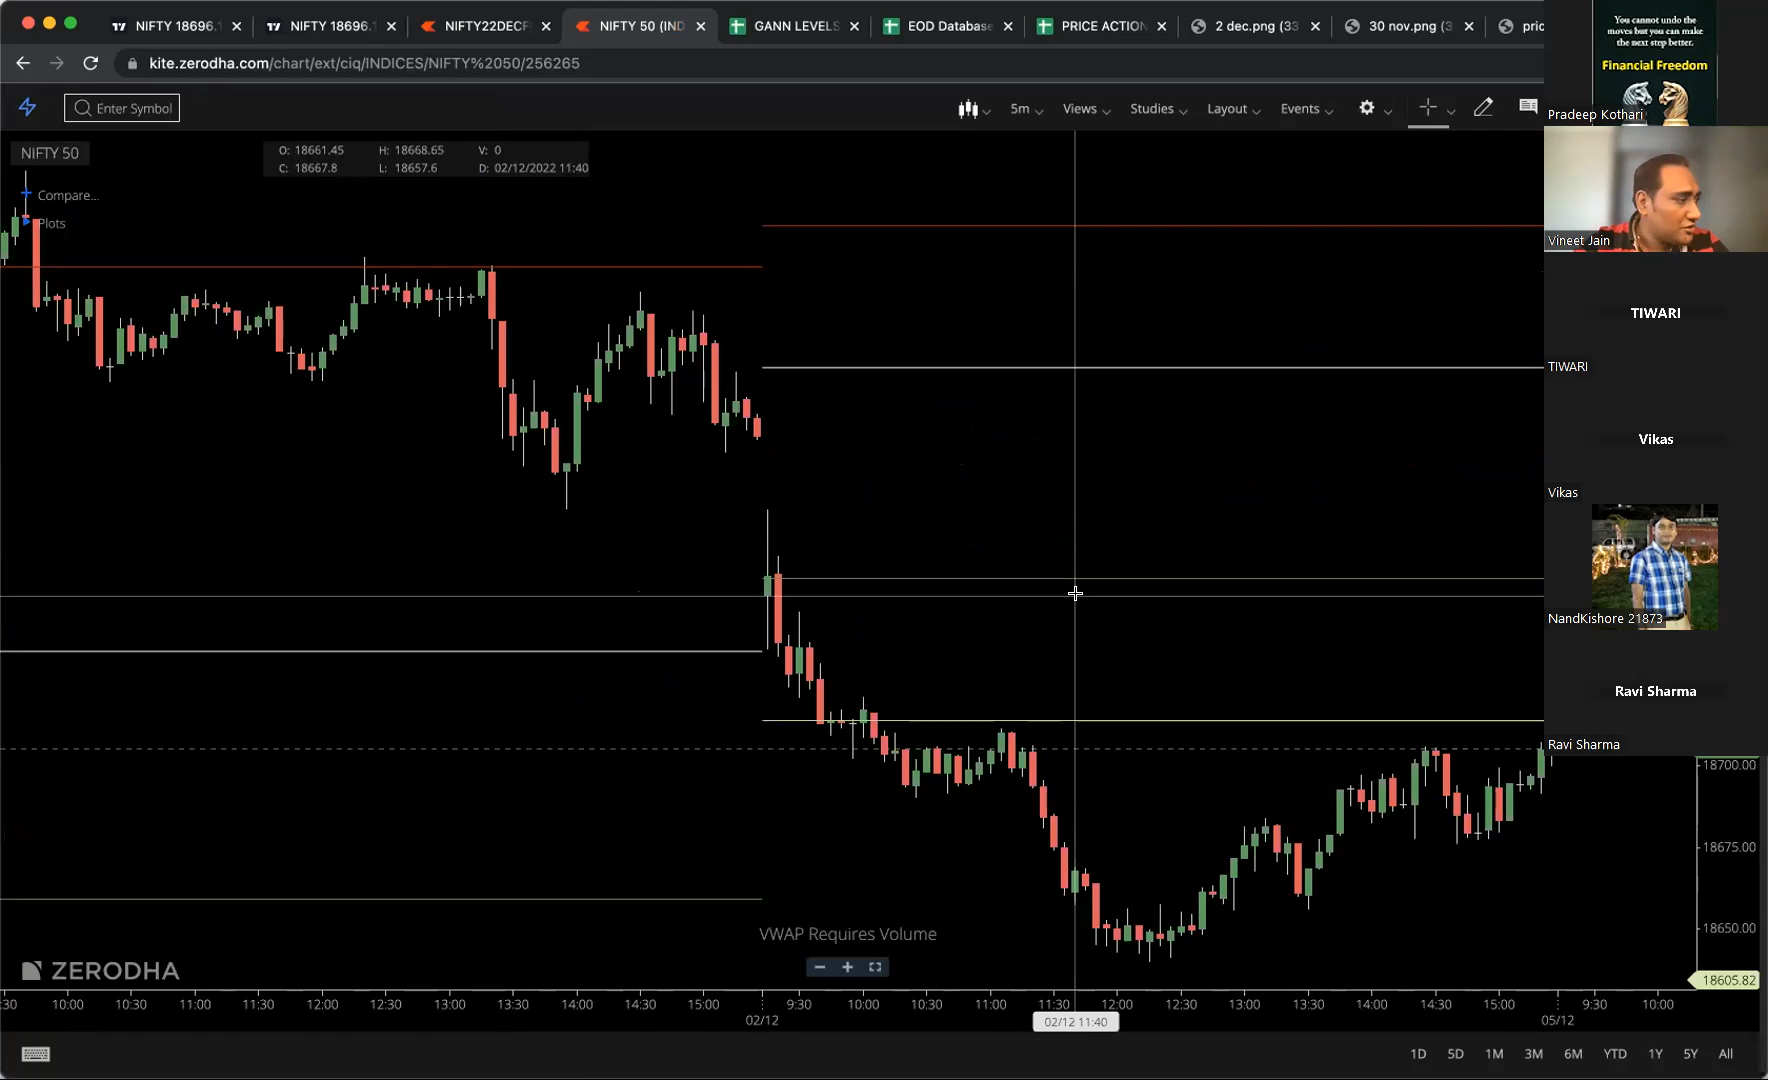 NIFTY 18696.
NIFTY 18696.
NIFTY22DECF
NIFTY 50 (IND
GANN LEVELS
EOD Database
PRICE ACTION
2 dec.png (33
30 nov.png (3
pric
kite.zerodha.com/chart/ext/ciq/INDICES/NIFTY%2050/256265
Enter Symbol
5m Views Studies Layout Events
NIFTY 50
O: 18661.45 H: 18668.65 V: 0
C: 18667.8 L: 18657.6 D: 02/12/2022 11:40
Compare...
Plots
You cannot undo the
moves but you can make
the next step better.
Financial Freedom
Pradeep Kothari
Vineet Jain
TIWARI
TIWARI
Vikas
Vikas
NandKishore 21873
Ravi Sharma
Ravi Sharma
18700.00
18675.00
18650.00
18605.82
VWAP Requires Volume
ZERODHA
:30 10:00 10:30 11:00 11:30 12:00 12:30 13:00 13:30 14:00 14:30 15:00 9:30 10:00 10:30 11:00 11:30 12:00 12:30 13:00 13:30 14:00 14:30 15:00 9:30 10:00
02/12 02/12 11:40 05/12
1D 5D 1M 3M 6M YTD 1Y 5Y All